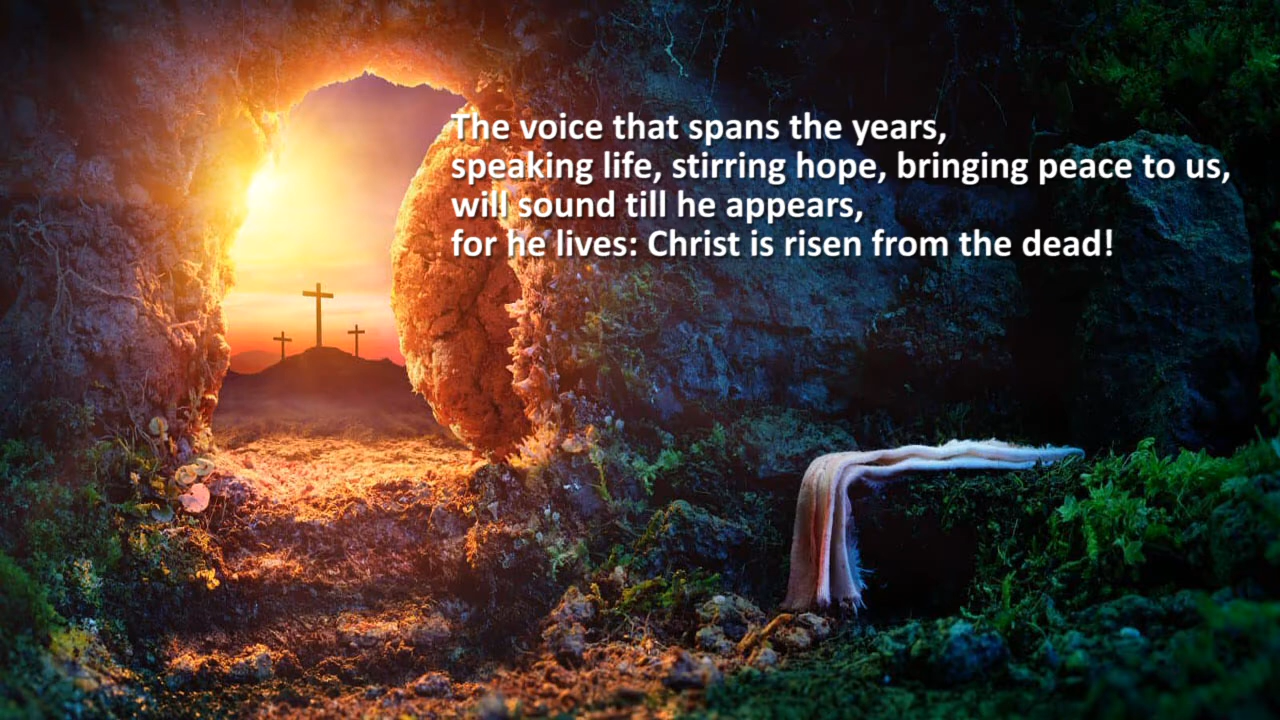 The voice that spans the years,
speaking life, stirring hope, bringing peace to us,
will sound till he appears,
for he lives: Christ is risen from the dead!